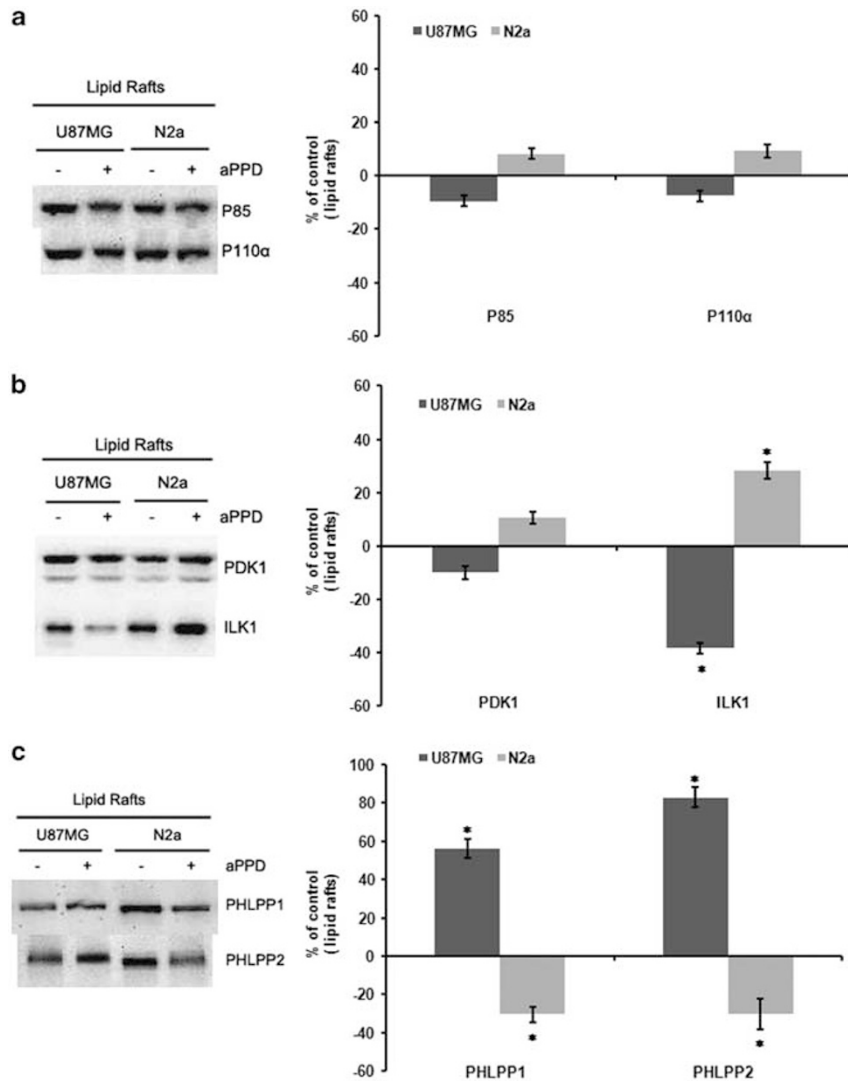 a
Lipid Rafts
U87MG N2a
- + - + aPPD
P85
P110α
U87MG N2a
% of control
(lipid rafts)
60
40
20
0
-20
-40
-60
P85 P110α
b
Lipid Rafts
U87MG N2a
- + - + aPPD
PDK1
ILK1
U87MG N2a
% of control
(lipid rafts)
60
40
20
0
-20
-40
-60
*
*
PDK1 ILK1
c
Lipid Rafts
U87MG N2a
- + - + aPPD
PHLPP1
PHLPP2
U87MG N2a
% of control
(lipid rafts)
100
80
60
40
20
0
-20
-40
-60
* *
* *
PHLPP1 PHLPP2